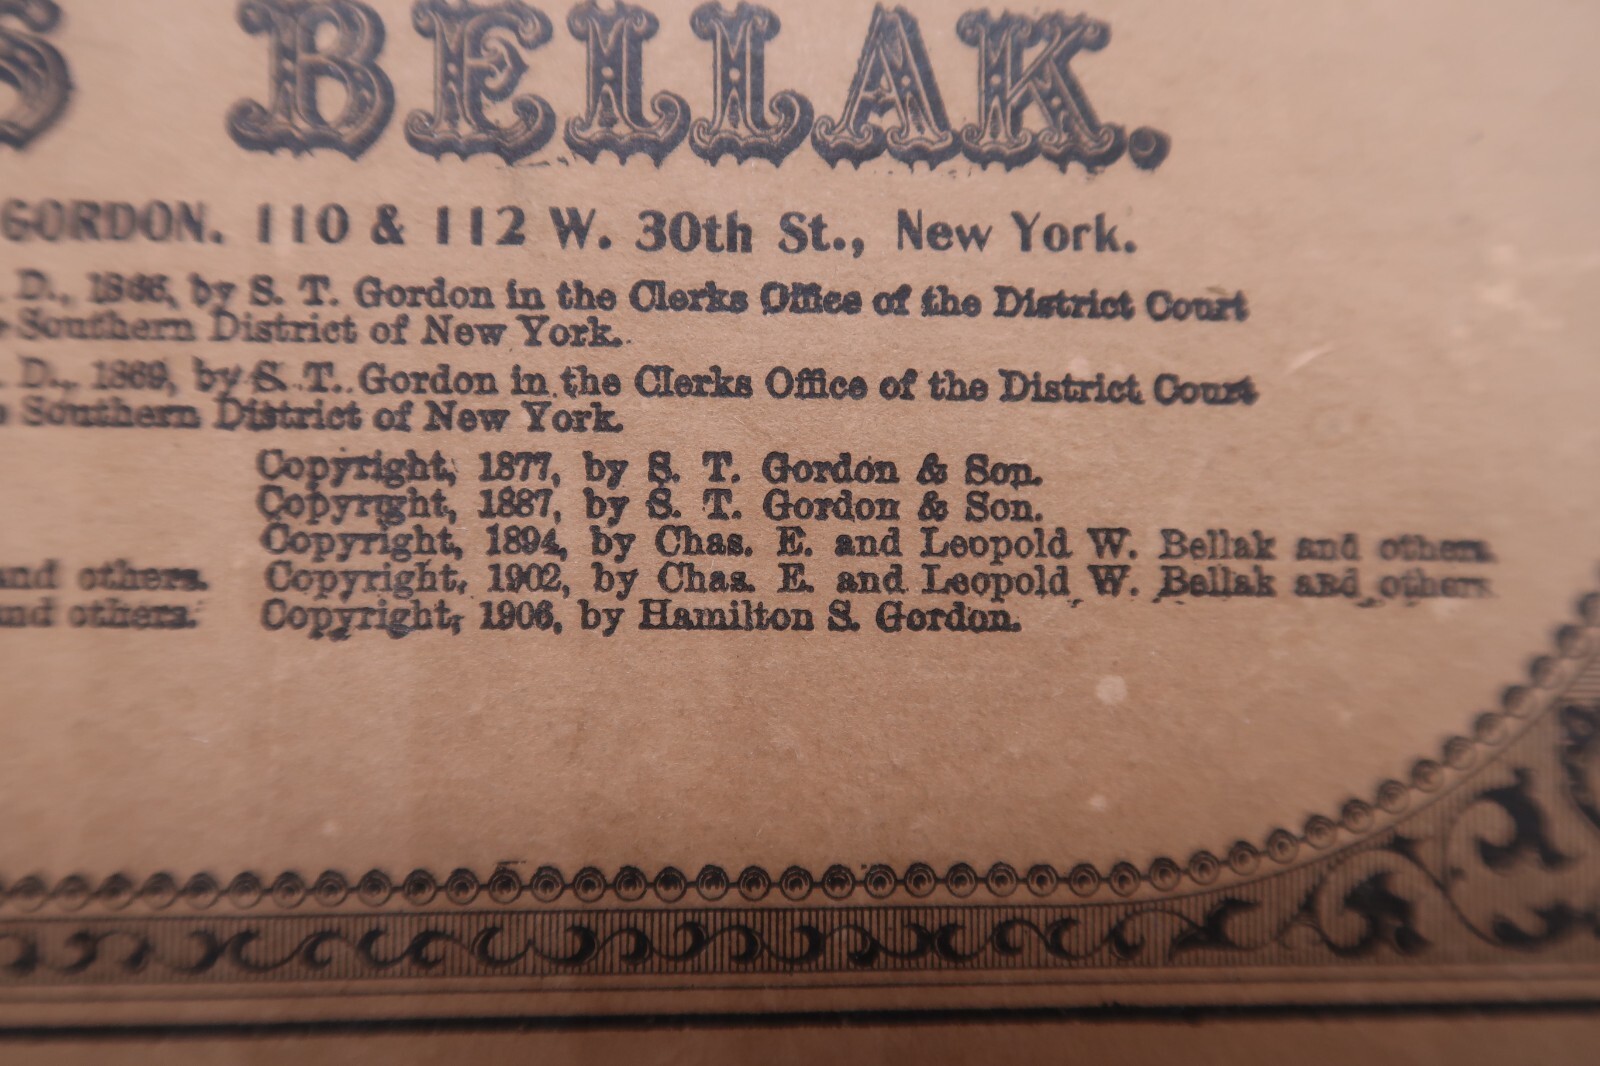 S BELLAK.
GORDON. 110 & 112 W. 30th St., New York.
D., 1866, by S. T. Gordon in the Clerks Office of the District Court
Southern District of New York.
D., 1869, by S. T. Gordon in the Clerks Office of the District Court
Southern District of New York.
Copyright, 1877, by S. T. Gordon & Son.
Copyright, 1887, by S. T. Gordon & Son.
Copyright, 1894, by Chas. E. and Leopold W. Bellak and others.
and others. Copyright, 1902, by Chas. E. and Leopold W. Bellak and others
and others. Copyright, 1906, by Hamilton S. Gordon.